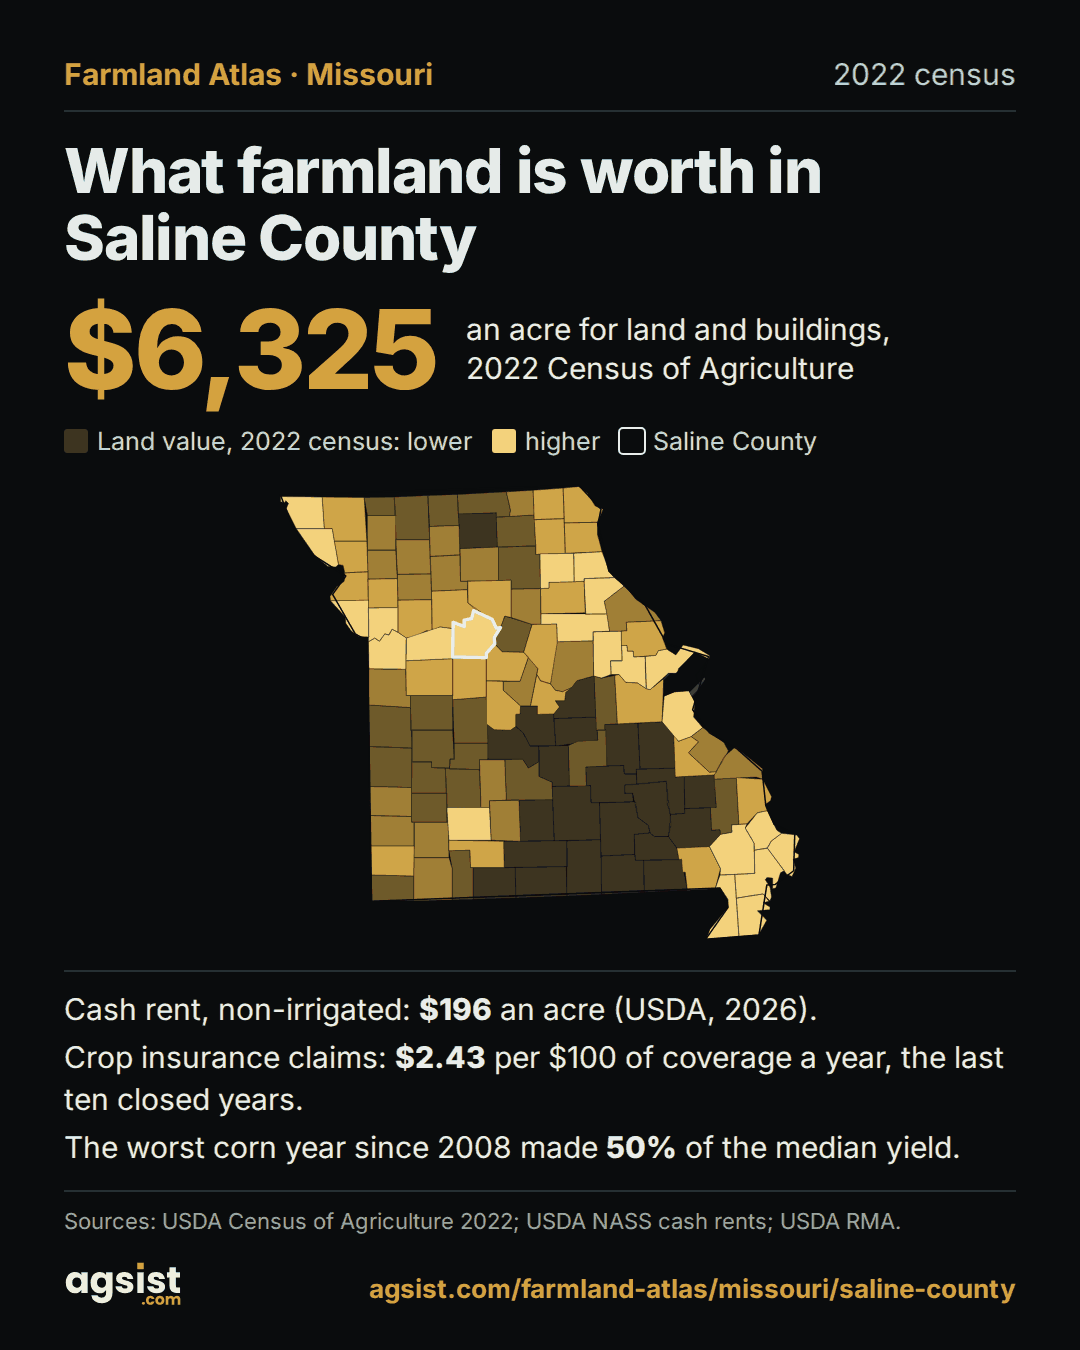 Farmland Atlas · Missouri
2022 census
What farmland is worth in
Saline County
$6,325
an acre for land and buildings,
2022 Census of Agriculture
Land value, 2022 census: lower
higher
Saline County
Cash rent, non-irrigated: $196 an acre (USDA, 2026).
Crop insurance claims: $2.43 per $100 of coverage a year, the last
ten closed years.
The worst corn year since 2008 made 50% of the median yield.
Sources: USDA Census of Agriculture 2022; USDA NASS cash rents; USDA RMA.
agsist
.com
agsist.com/farmland-atlas/missouri/saline-county